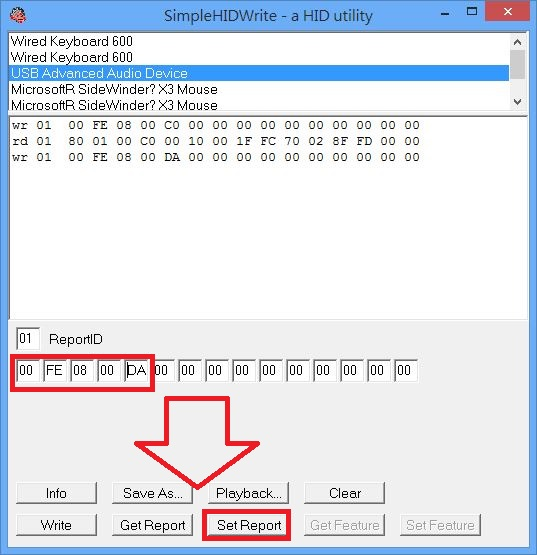 SimpleHIDWrite - a HID utility
Wired Keyboard 600
Wired Keyboard 600
USB Advanced Audio Device
MicrosoftR SideWinder? X3 Mouse
MicrosoftR SideWinder? X3 Mouse
wr 01 00 FE 08 00 C0 00 00 00 00 00 00 00 00 00 00
rd 01 80 01 00 C0 00 10 00 1F FC 70 02 8F FD 00 00
wr 01 00 FE 08 00 DA 00 00 00 00 00 00 00 00 00 00
01 ReportID
00 FE 08 00 DA 00 00 00 00 00 00 00 00 00 00
Info Save As... Playback... Clear
Write Get Report Set Report Get Feature Set Feature